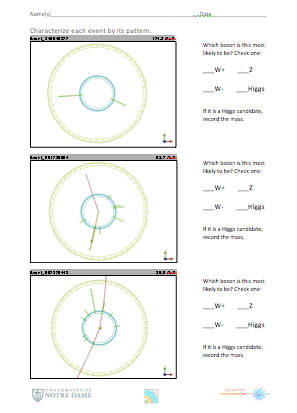 Name(s) Date
Characterize each event by its pattern.
Which boson is this most
likely to be? Check one:
___W+ ___Z
___W- ___Higgs
If it is a Higgs candidate,
record the mass.
Which boson is this most
likely to be? Check one:
___W+ ___Z
___W- ___Higgs
If it is a Higgs candidate,
record the mass.
Which boson is this most
likely to be? Check one:
___W+ ___Z
___W- ___Higgs
If it is a Higgs candidate,
record the mass.
UNIVERSITY OF
NOTRE DAME
QuarkNet